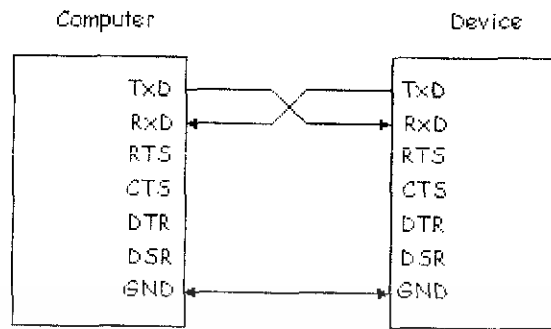 Computer
Device
TxD
TxD
RxD
RxD
RTS
RTS
CTS
CTS
DTR
DTR
DSR
DSR
GND
GND